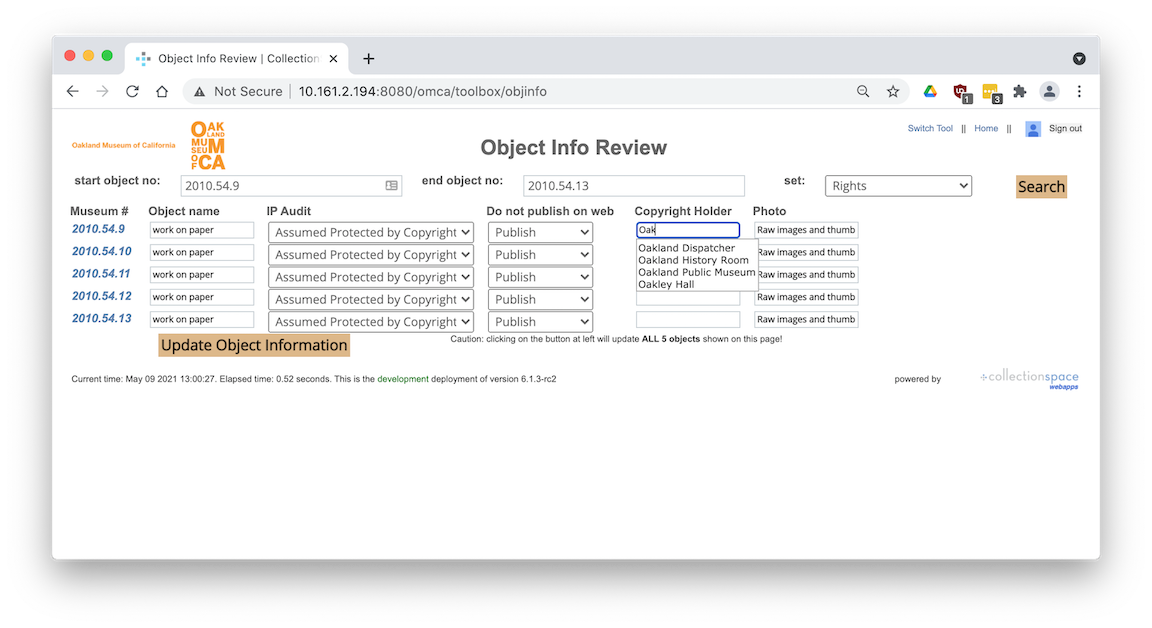 Object Info Review | Collection
Not Secure | 10.161.2.194:8080/omca/toolbox/objinfo
1
3
Switch Tool || Home || Sign out
Oakland Museum of California
OAK
LAND
MU
SEUM
OF CA
Object Info Review
start object no: 2010.54.9 end object no: 2010.54.13 set: Rights Search
Museum # Object name IP Audit Do not publish on web Copyright Holder Photo
2010.54.9 work on paper Assumed Protected by Copyright Publish Oak Raw images and thumb
2010.54.10 work on paper Assumed Protected by Copyright Publish Raw images and thumb
2010.54.11 work on paper Assumed Protected by Copyright Publish Raw images and thumb
2010.54.12 work on paper Assumed Protected by Copyright Publish Raw images and thumb
2010.54.13 work on paper Assumed Protected by Copyright Publish Raw images and thumb
Oakland Dispatcher
Oakland History Room
Oakland Public Museum
Oakley Hall
Update Object Information Caution: clicking on the button at left will update ALL 5 objects shown on this page!
Current time: May 09 2021 13:00:27. Elapsed time: 0.52 seconds. This is the development deployment of version 6.1.3-rc2 powered by collectionspace
webapps